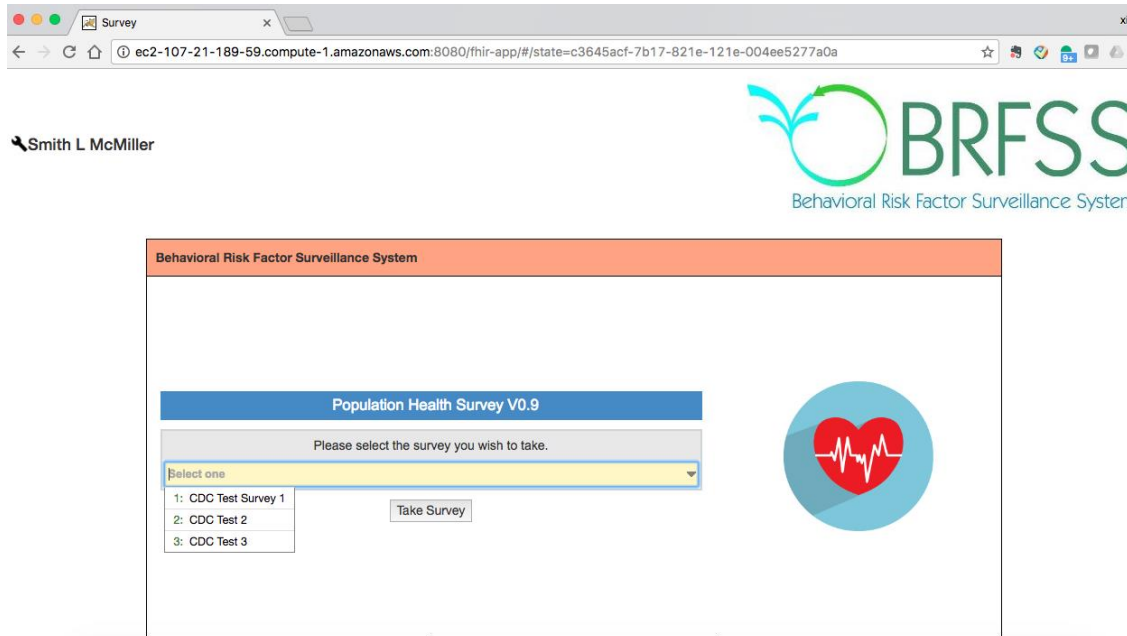 Survey
xi
ec2-107-21-189-59.compute-1.amazonaws.com:8080/fhir-app/#/state=c3645acf-7b17-821e-121e-004ee5277a0a
9+
Smith L McMiller
BRFSS
Behavioral Risk Factor Surveillance System
Behavioral Risk Factor Surveillance System
Population Health Survey V0.9
Please select the survey you wish to take.
Select one
1: CDC Test Survey 1
2: CDC Test 2
3: CDC Test 3
Take Survey